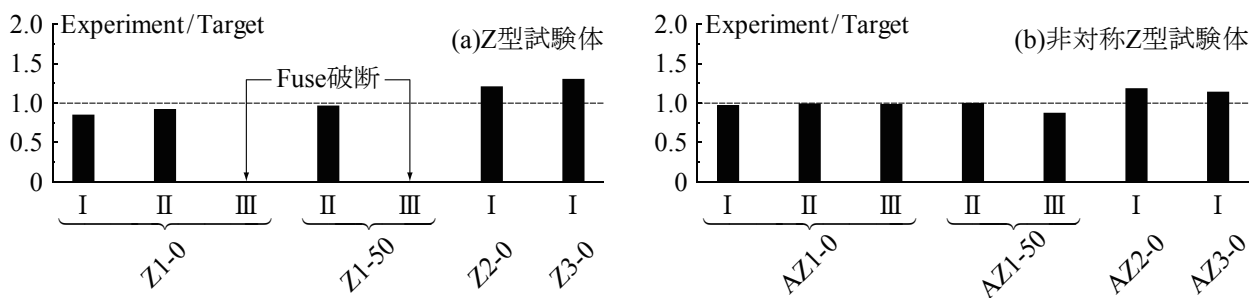 Experiment/Target
(a)Z型試験体
2.0
1.5
1.0
0.5
0
Fuse破断
I II III II III I I
Z1-0 Z1-50 Z2-0 Z3-0
Experiment/Target
(b)非対称Z型試験体
2.0
1.5
1.0
0.5
0
I II III II III I I
AZ1-0 AZ1-50 AZ2-0 AZ3-0